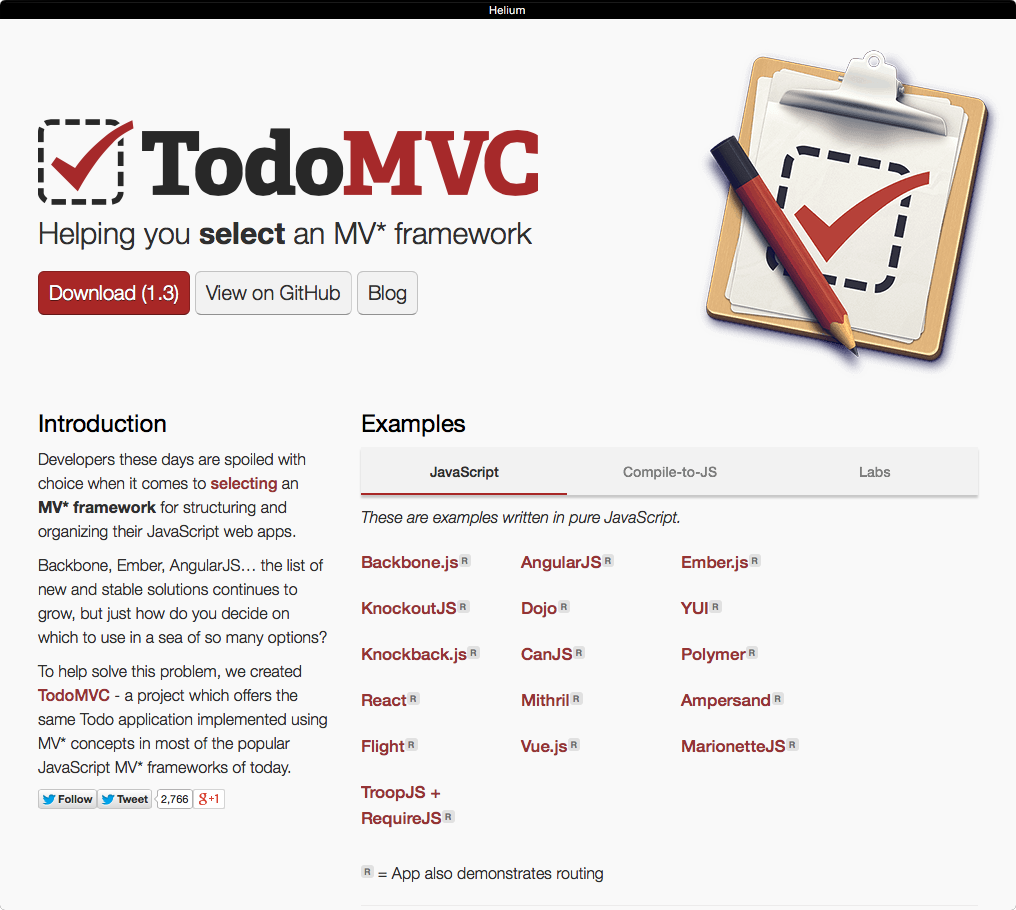 Helium
TodoMVC
Helping you select an MV* framework
Download (1.3)
View on GitHub
Blog
Introduction
Developers these days are spoiled with
choice when it comes to selecting an
MV* framework for structuring and
organizing their JavaScript web apps.
Backbone, Ember, AngularJS… the list of
new and stable solutions continues to
grow, but just how do you decide on
which to use in a sea of so many options?
To help solve this problem, we created
TodoMVC - a project which offers the
same Todo application implemented using
MV* concepts in most of the popular
JavaScript MV* frameworks of today.
Follow
Tweet
2,766
g+1
Examples
JavaScript
Compile-to-JS
Labs
These are examples written in pure JavaScript.
Backbone.js R
AngularJS R
Ember.js R
KnockoutJS R
Dojo R
YUI R
Knockback.js R
CanJS R
Polymer R
React R
Mithril R
Ampersand R
Flight R
Vue.js R
MarionetteJS R
TroopJS +
RequireJS R
R = App also demonstrates routing